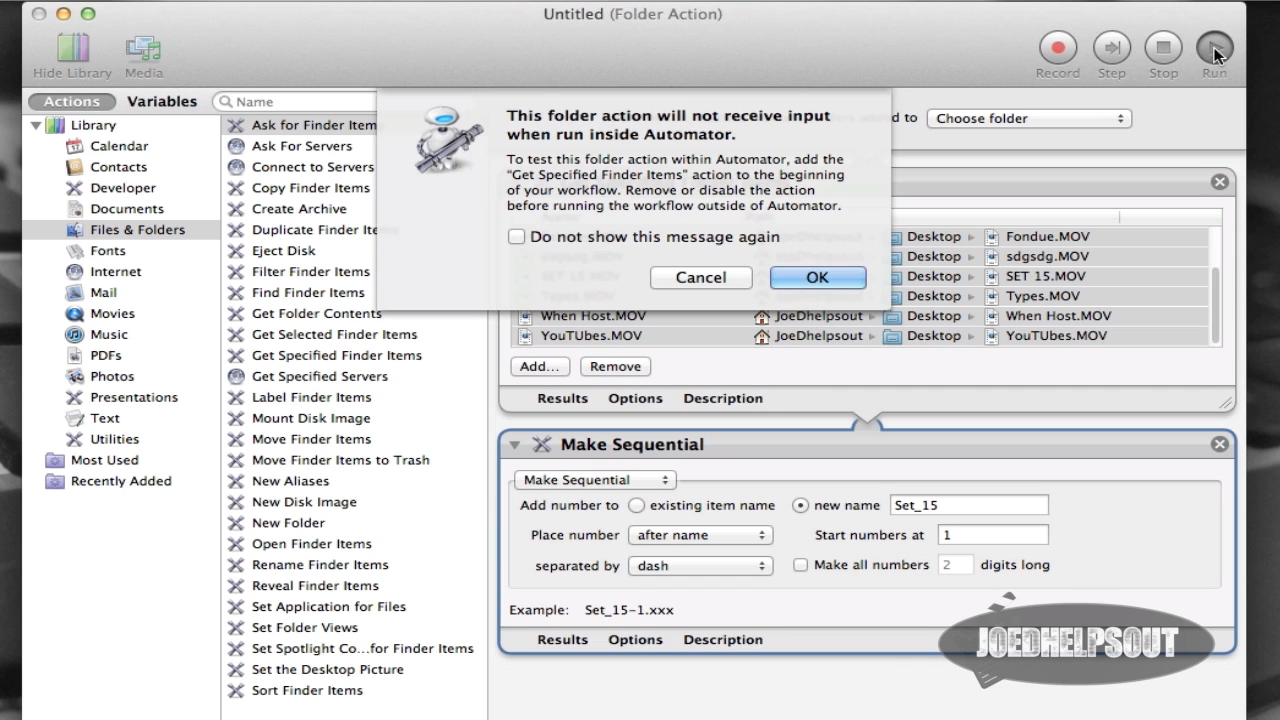 Untitled (Folder Action)
Hide Library
Media
Record
Step
Stop
Run
Actions
Variables
Name
Library
Calendar
Contacts
Developer
Documents
Files & Folders
Fonts
Internet
Mail
Movies
Music
PDFs
Photos
Presentations
Text
Utilities
Most Used
Recently Added
Ask for Finder Item
Ask For Servers
Connect to Servers
Copy Finder Items
Create Archive
Duplicate Finder Ite
Eject Disk
Filter Finder Items
Find Finder Items
Get Folder Contents
Get Selected Finder Items
Get Specified Finder Items
Get Specified Servers
Label Finder Items
Mount Disk Image
Move Finder Items
Move Finder Items to Trash
New Aliases
New Disk Image
New Folder
Open Finder Items
Rename Finder Items
Reveal Finder Items
Set Application for Files
Set Folder Views
Set Spotlight Co...for Finder Items
Set the Desktop Picture
Sort Finder Items
This folder action will not receive input
when run inside Automator.
To test this folder action within Automator, add the
“Get Specified Finder Items” action to the beginning
of your workflow. Remove or disable the action
before running the workflow outside of Automator.
Do not show this message again
Cancel
OK
d to
Choose folder
Desktop Fondue.MOV
Desktop sdgsdg.MOV
Desktop SET 15.MOV
Desktop Types.MOV
When Host.MOV JoeDhelpsout Desktop When Host.MOV
YouTUbes.MOV JoeDhelpsout Desktop YouTUbes.MOV
Add...
Remove
Results Options Description
Make Sequential
Make Sequential
Add number to existing item name new name Set_15
Place number after name Start numbers at 1
separated by dash Make all numbers 2 digits long
Example: Set_15-1.xxx
Results Options Description
JOEDHELPSOUT